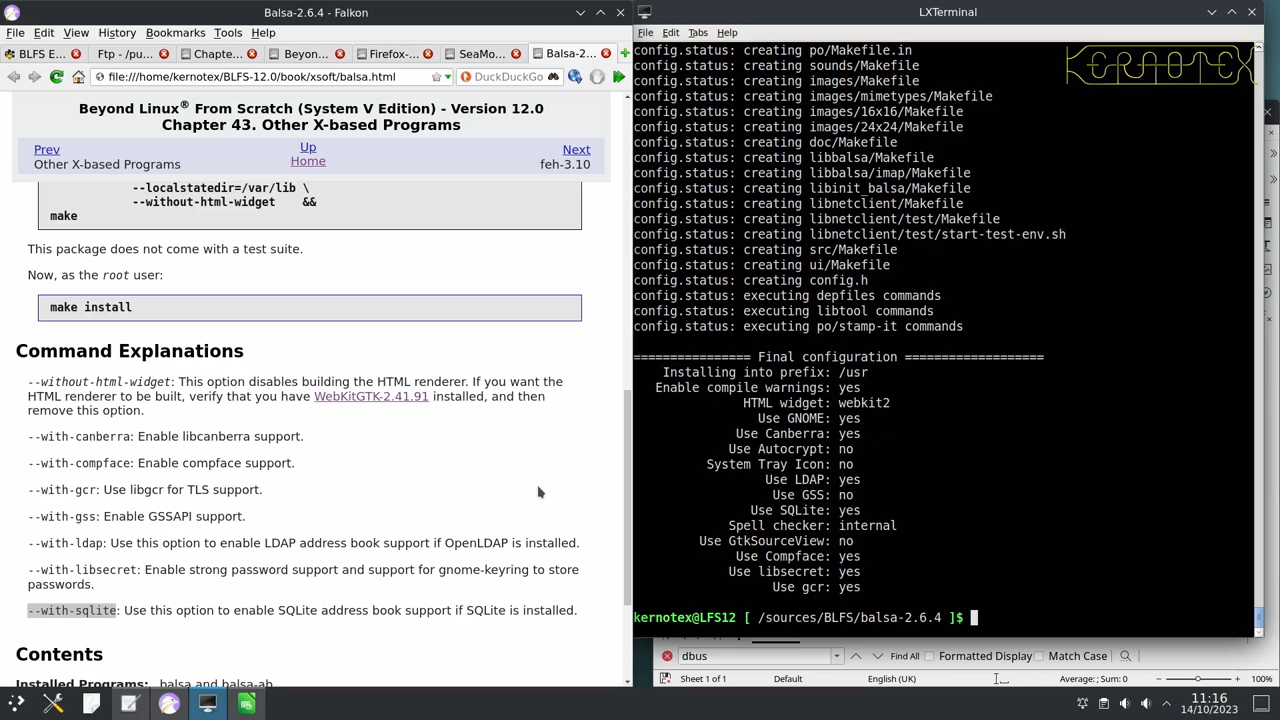 Balsa-2.6.4 - Falkon
File Edit View History Bookmarks Tools Help
BLFS E...
Ftp - /pu...
Chapte...
Beyon...
Firefox-...
SeaMo...
Balsa-2...
file:///home/kernotex/BLFS-12.0/book/xsoft/balsa.html
DuckDuckGo
Beyond Linux® From Scratch (System V Edition) - Version 12.0
Chapter 43. Other X-based Programs
Prev Up Next
Other X-based Programs Home feh-3.10
--localstatedir=/var/lib \
--without-html-widget &&
make
This package does not come with a test suite.
Now, as the root user:
make install
Command Explanations
--without-html-widget: This option disables building the HTML renderer. If you want the
HTML renderer to be built, verify that you have WebKitGTK-2.41.91 installed, and then
remove this option.
--with-canberra: Enable libcanberra support.
--with-compface: Enable compface support.
--with-gcr: Use libgcr for TLS support.
--with-gss: Enable GSSAPI support.
--with-ldap: Use this option to enable LDAP address book support if OpenLDAP is installed.
--with-libsecret: Enable strong password support and support for gnome-keyring to store
passwords.
--with-sqlite: Use this option to enable SQLite address book support if SQLite is installed.
Contents
Installed Programs: balsa and balsa-ab
LXTerminal
File Edit Tabs Help
KERNOTEX
config.status: creating po/Makefile.in
config.status: creating sounds/Makefile
config.status: creating images/Makefile
config.status: creating images/mimetypes/Makefile
config.status: creating images/16x16/Makefile
config.status: creating images/24x24/Makefile
config.status: creating doc/Makefile
config.status: creating libbalsa/Makefile
config.status: creating libbalsa/imap/Makefile
config.status: creating libinit_balsa/Makefile
config.status: creating libnetclient/Makefile
config.status: creating libnetclient/test/Makefile
config.status: creating libnetclient/test/start-test-env.sh
config.status: creating src/Makefile
config.status: creating ui/Makefile
config.status: creating config.h
config.status: executing depfiles commands
config.status: executing libtool commands
config.status: executing po/stamp-it commands
================ Final configuration ===================
Installing into prefix: /usr
Enable compile warnings: yes
HTML widget: webkit2
Use GNOME: yes
Use Canberra: yes
Use Autocrypt: no
System Tray Icon: no
Use LDAP: yes
Use GSS: no
Use SQLite: yes
Spell checker: internal
Use GtkSourceView: no
Use Compface: yes
Use libsecret: yes
Use gcr: yes
kernotex@LFS12 [ /sources/BLFS/balsa-2.6.4 ]$
dbus Find All Formatted Display Match Case
Sheet 1 of 1 Default English (UK) Average: ; Sum: 0 100%
11:16
14/10/2023